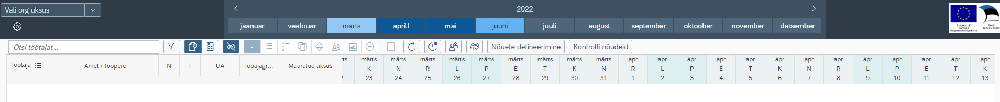 Vali org üksus
2022
jaanuar veebruar märts aprill mai juuni juuli august september oktoober november detsember
Euroopa Liit
Euroopa
Regionaalarengu Fond
Eesti
tuleviku heaks
Otsi töötajat...
- Nõuete defineerimine Kontrolli nõudeid
Töötaja Amet / Tööpere N T ÜA Tööajagr... Määratud üksus
märts märts märts märts märts märts märts märts märts apr apr apr apr apr apr apr apr apr apr apr apr apr
K N R L P E T K N R L P E T K N R L P E T K
23 24 25 26 27 28 29 30 31 1 2 3 4 5 6 7 8 9 10 11 12 13